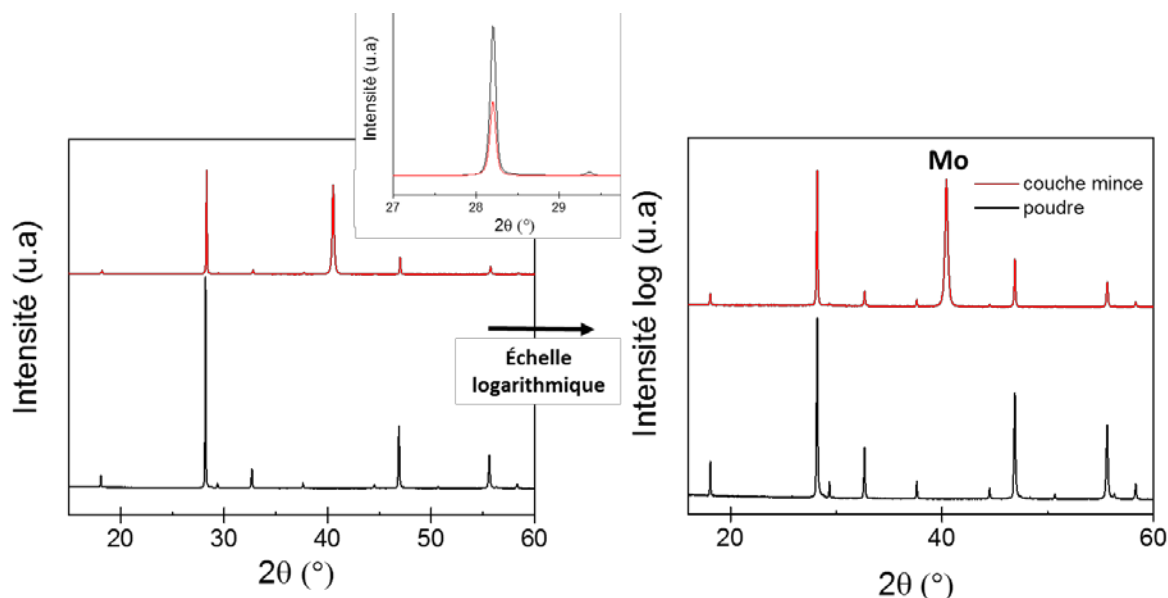 Intensité (u.a)
27
28
29
2θ (°)
Intensité (u.a)
20
30
40
50
60
2θ (°)
Échelle
logarithmique
Intensité log (u.a)
Mo
couche mince
poudre
20
40
60
2θ (°)